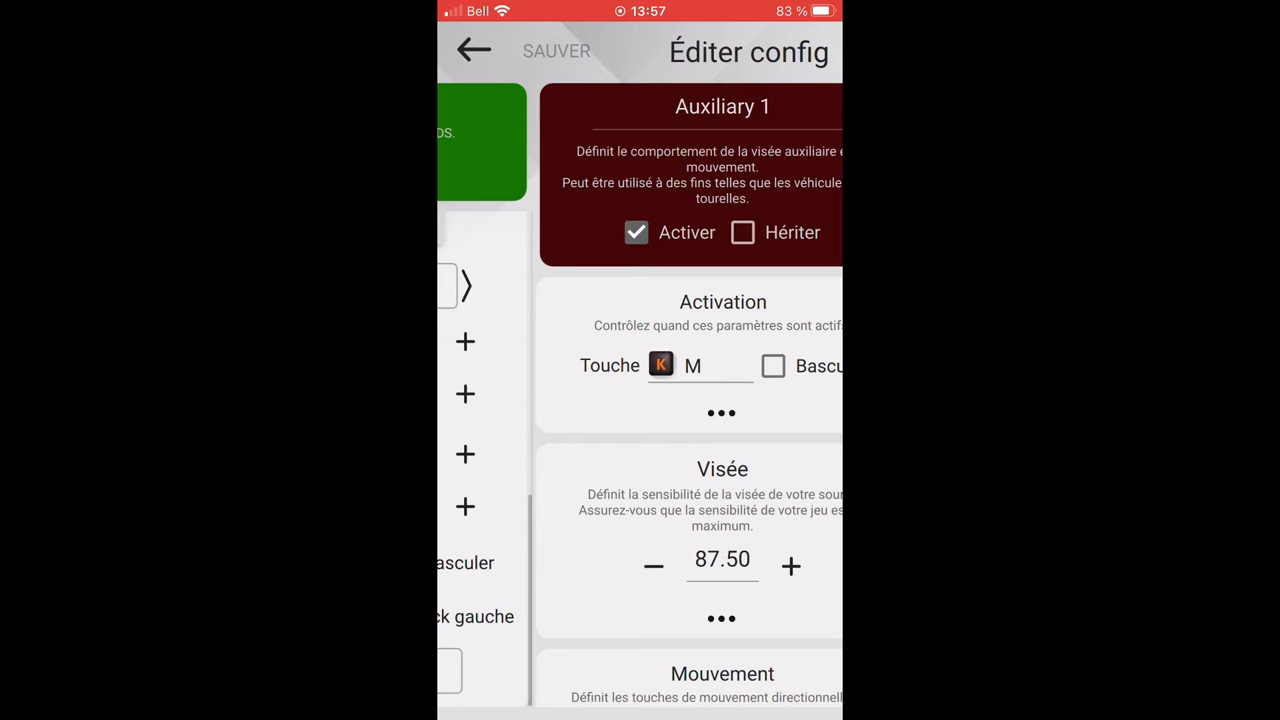 Bell 13:57 83 %
SAUVER Éditer config
DS.
Auxiliary 1
Définit le comportement de la visée auxiliaire e
mouvement.
Peut être utilisé à des fins telles que les véhicule
tourelles.
Activer Hériter
Activation
Contrôlez quand ces paramètres sont actifs
Touche K M Bascu
•••
Visée
Définit la sensibilité de la visée de votre sour
Assurez-vous que la sensibilité de votre jeu es
maximum.
− 87.50 +
•••
Mouvement
Définit les touches de mouvement directionnell
+
+
+
+
asculer
ck gauche